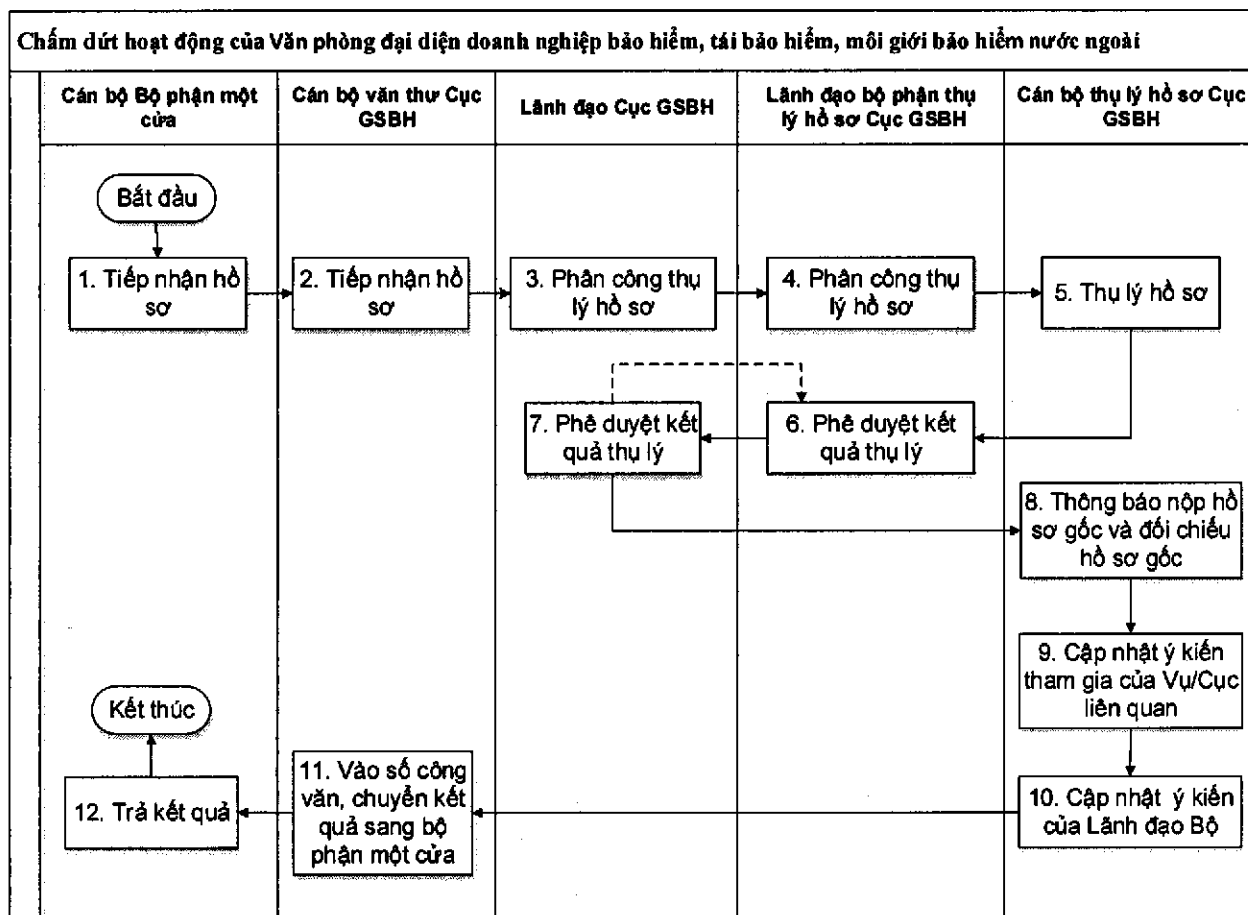 Chấm dứt hoạt động của Văn phòng đại diện doanh nghiệp bảo hiểm, tái bảo hiểm, môi giới bảo hiểm nước ngoài
Cán bộ Bộ phận một
cửa
Cán bộ văn thư Cục
GSBH
Lãnh đạo Cục GSBH
Lãnh đạo bộ phận thụ
lý hồ sơ Cục GSBH
Cán bộ thụ lý hồ sơ Cục
GSBH
Bắt đầu
1. Tiếp nhận hồ
sơ
2. Tiếp nhận hồ
sơ
3. Phân công thụ
lý hồ sơ
4. Phân công thụ
lý hồ sơ
5. Thụ lý hồ sơ
7. Phê duyệt kết
quả thụ lý
6. Phê duyệt kết
quả thụ lý
8. Thông báo nộp hồ
sơ gốc và đối chiếu
hồ sơ gốc
9. Cập nhật ý kiến
tham gia của Vụ/Cục
liên quan
Kết thúc
12. Trả kết quả
11. Vào số công
văn, chuyển kết
quả sang bộ
phận một cửa
10. Cập nhật ý kiến
của Lãnh đạo Bộ